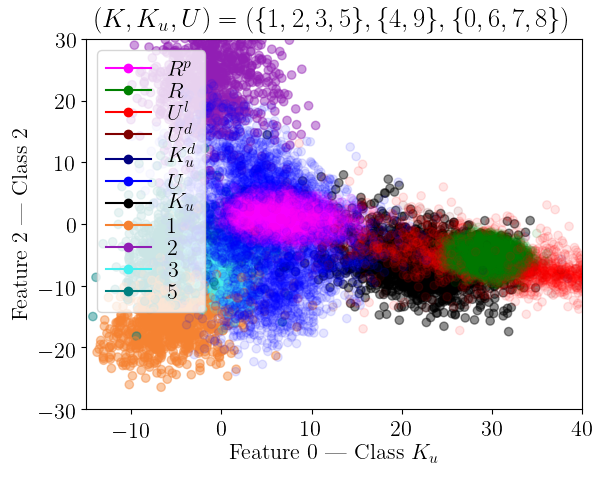 (K, K_u, U) = ({1, 2, 3, 5}, {4, 9}, {0, 6, 7, 8})
30
20
10
0
−10
−20
−30
Feature 2 — Class 2
R^p
R
U^l
U^d
K_u^d
U
K_u
1
2
3
5
−10
0
10
20
30
40
Feature 0 — Class K_u